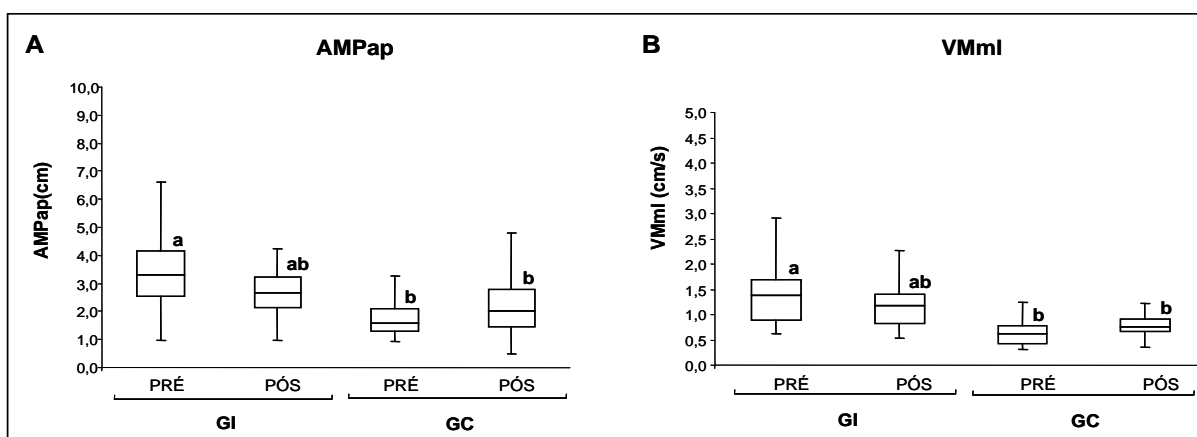 A
AMPap
AMPap(cm)
10,0
9,0
8,0
7,0
6,0
5,0
4,0
3,0
2,0
1,0
0,0
a
ab
b
b
PRÉ PÓS PRÉ PÓS
GI GC
B
VMml
VMml (cm/s)
5,0
4,5
4,0
3,5
3,0
2,5
2,0
1,5
1,0
0,5
0,0
a
ab
b
b
PRÉ PÓS PRÉ PÓS
GI GC